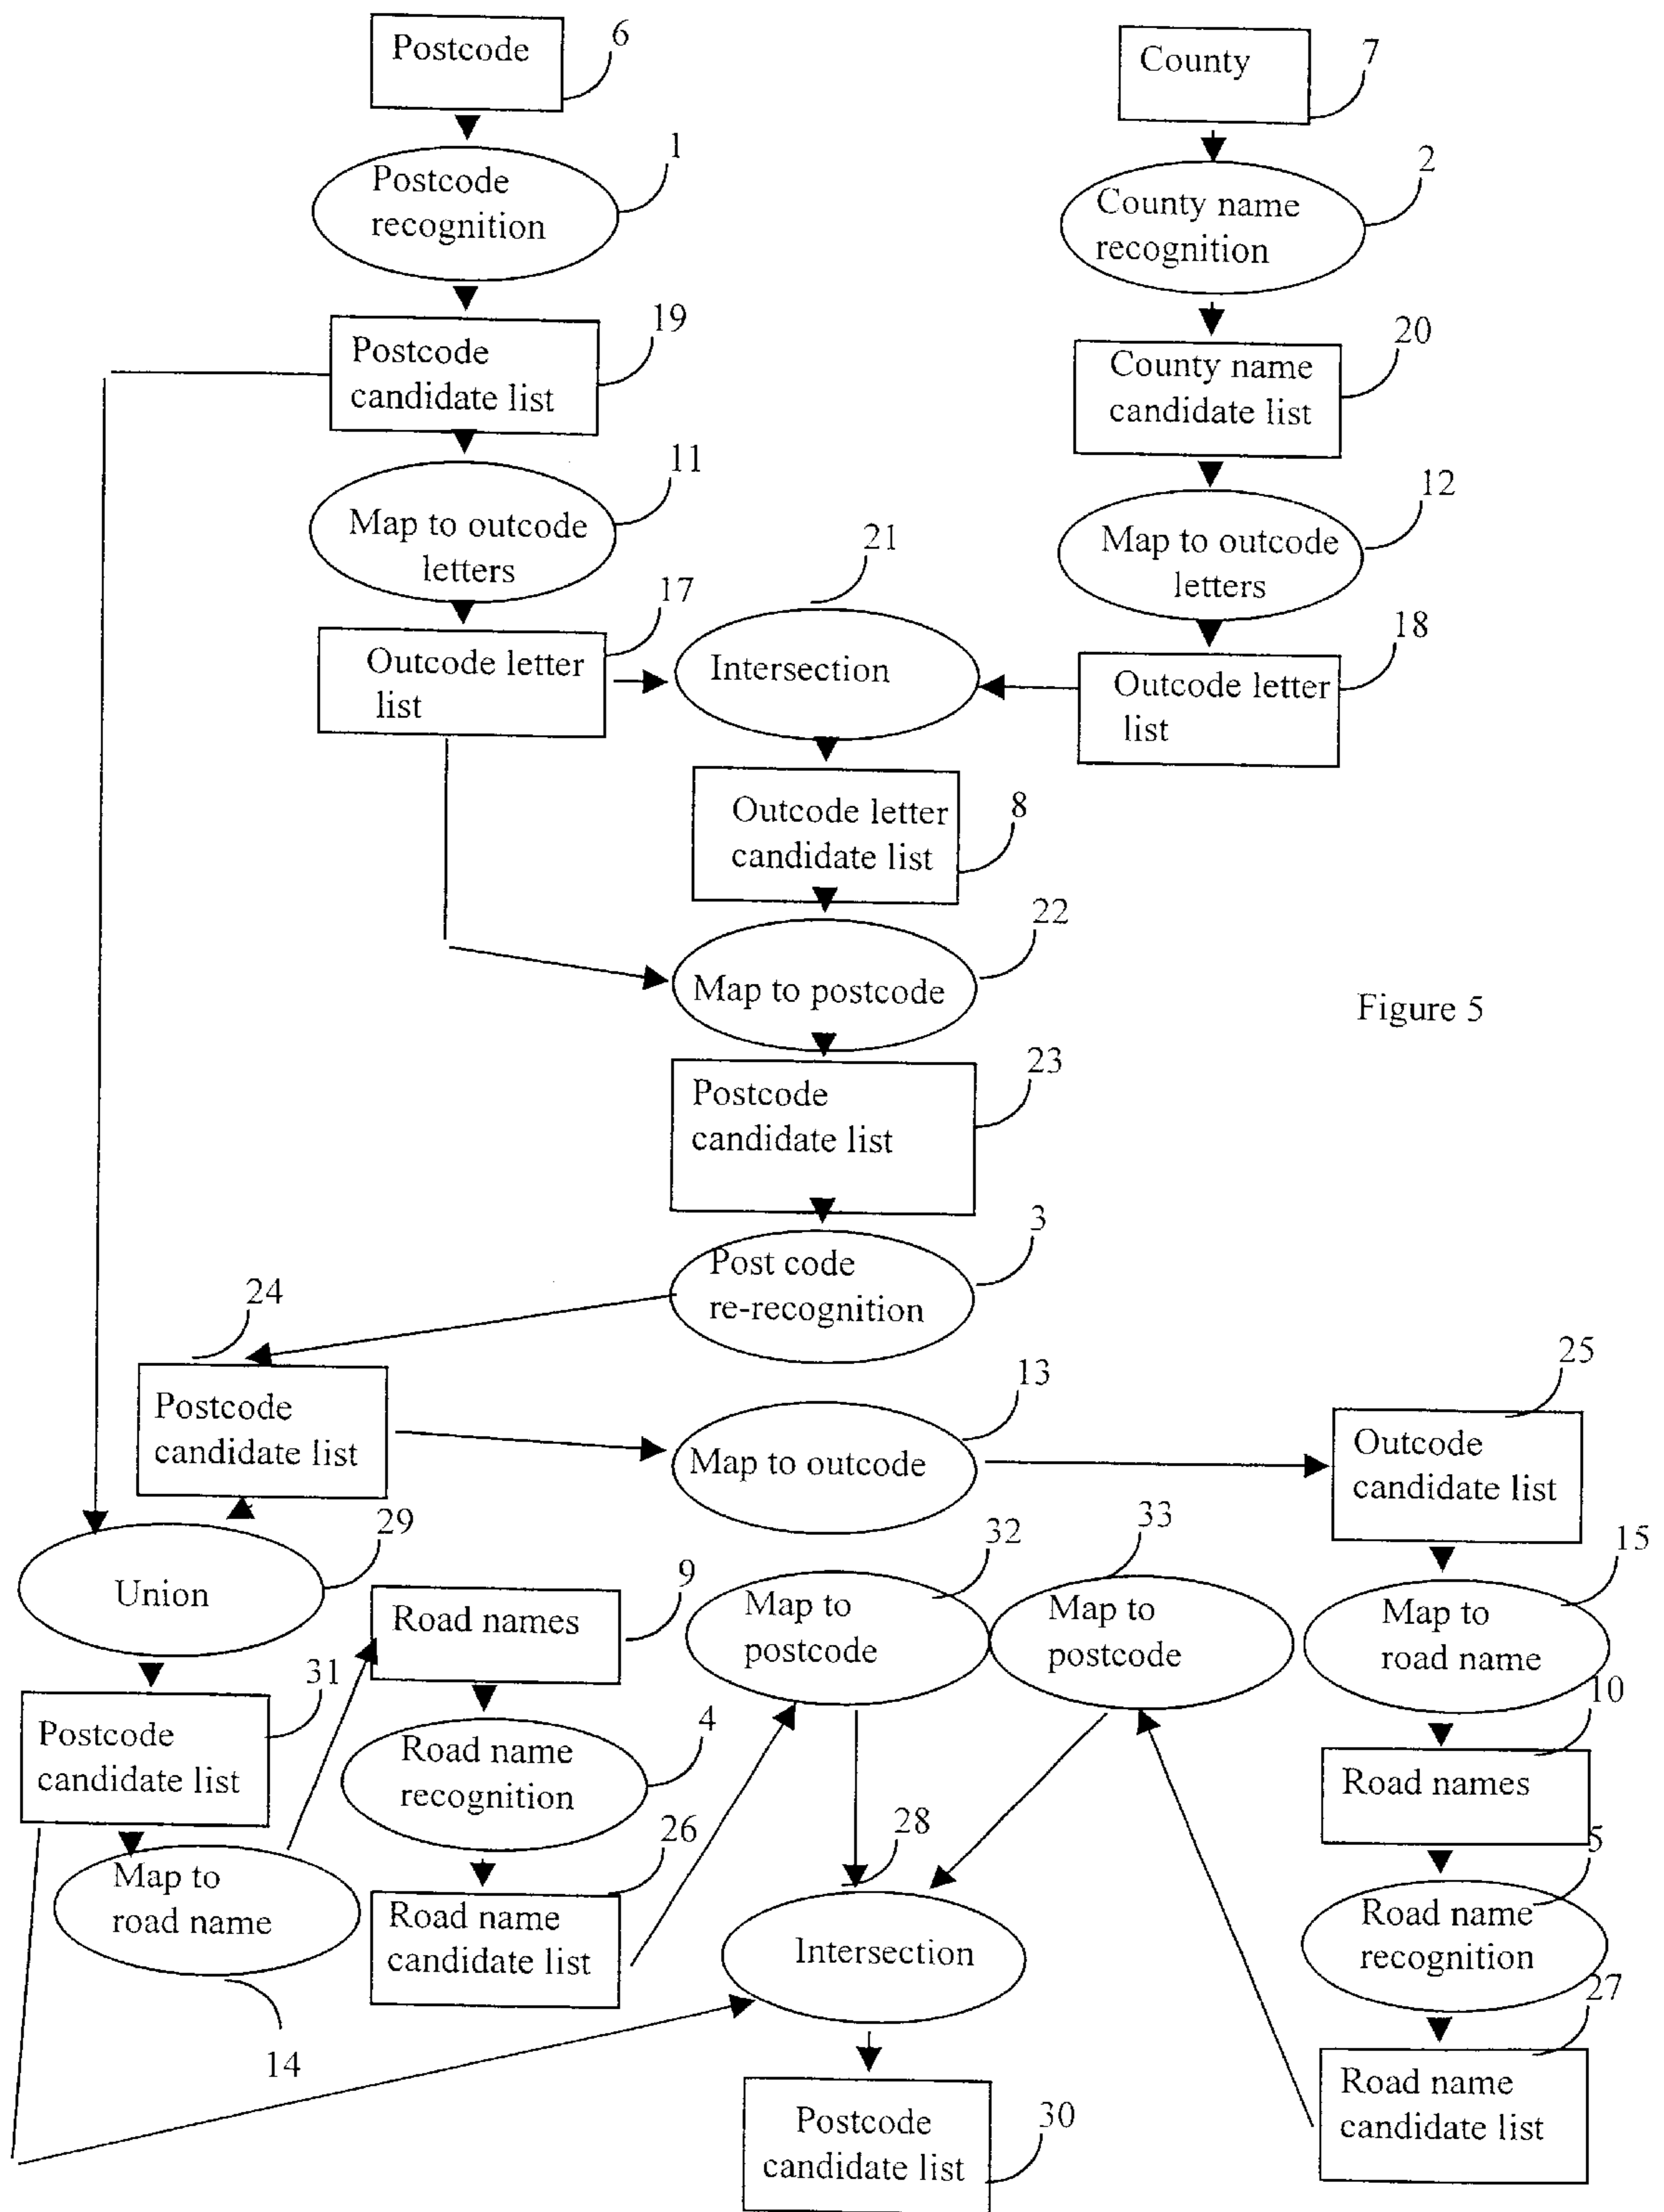 Postcode
6
County
7
Postcode
recognition
1
County name
recognition
2
Postcode
candidate list
19
County name
candidate list
20
Map to outcode
letters
11
Map to outcode
letters
12
Outcode letter
list
17
Intersection
21
Outcode letter
list
18
Outcode letter
candidate list
8
Map to postcode
22
Figure 5
Postcode
candidate list
23
Post code
re-recognition
3
24
Postcode
candidate list
Map to outcode
13
Outcode
candidate list
25
Union
29
Road names
9
Map to
postcode
32
Map to
postcode
33
Map to
road name
15
Postcode
candidate list
31
Road name
recognition
4
Road names
10
Map to
road name
14
Road name
candidate list
26
Intersection
28
Road name
recognition
5
Postcode
candidate list
30
Road name
candidate list
27